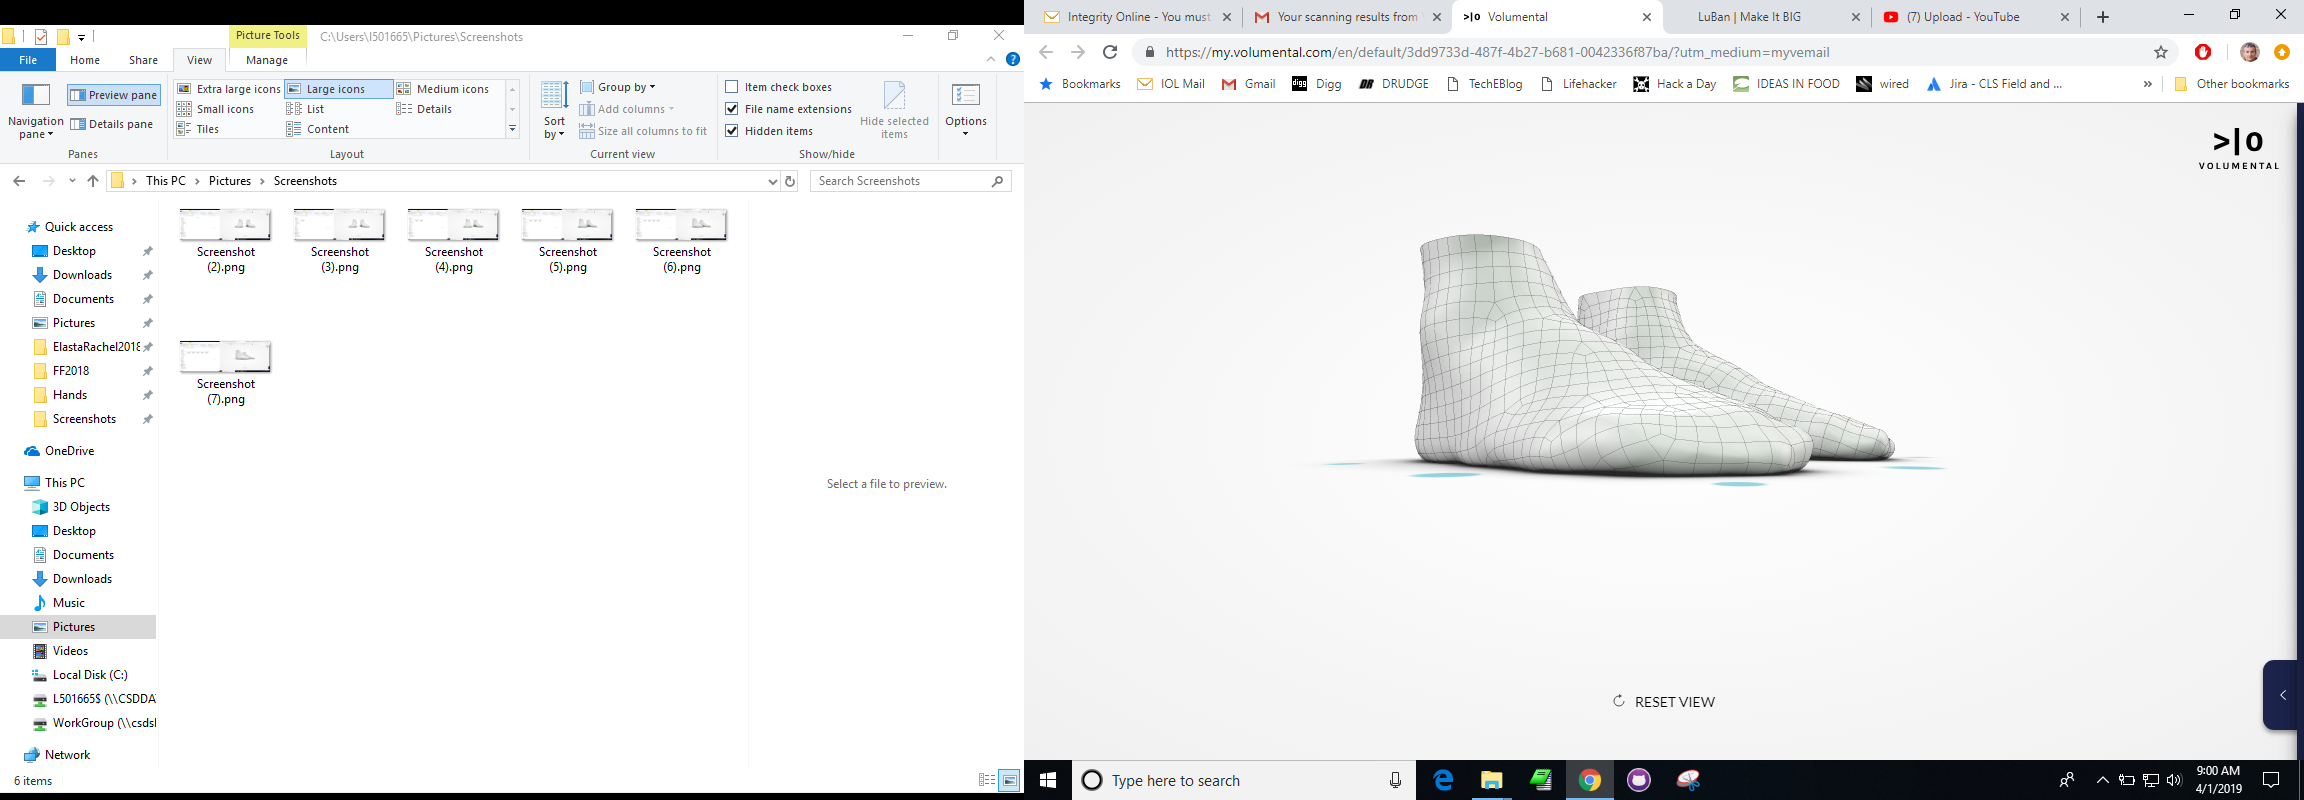 Picture Tools
C:\Users\I501665\Pictures\Screenshots
File
Home
Share
View
Manage
Navigation pane
Preview pane
Details pane
Panes
Extra large icons
Large icons
Medium icons
Small icons
List
Details
Tiles
Content
Layout
Sort by
Group by
Add columns
Size all columns to fit
Current view
Item check boxes
File name extensions
Hidden items
Hide selected items
Show/hide
Options
This PC
Pictures
Screenshots
Search Screenshots
Quick access
Desktop
Downloads
Documents
Pictures
ElastaRachel2018
FF2018
Hands
Screenshots
OneDrive
This PC
3D Objects
Desktop
Documents
Downloads
Music
Pictures
Videos
Local Disk (C:)
L501665$ (\\CSDDA
WorkGroup (\\csdsl
Network
Screenshot (2).png
Screenshot (3).png
Screenshot (4).png
Screenshot (5).png
Screenshot (6).png
Screenshot (7).png
Select a file to preview.
6 items
Integrity Online - You must
Your scanning results from
>|o Volumental
LuBan | Make It BIG
(7) Upload - YouTube
https://my.volumental.com/en/default/3dd9733d-487f-4b27-b681-0042336f87ba/?utm_medium=myvemail
Bookmarks
IOL Mail
Gmail
digg Digg
DR DRUDGE
TechEBlog
Lifehacker
Hack a Day
IDEAS IN FOOD
wired
Jira - CLS Field and ...
»
Other bookmarks
>|o
VOLUMENTAL
RESET VIEW
Type here to search
9:00 AM
4/1/2019